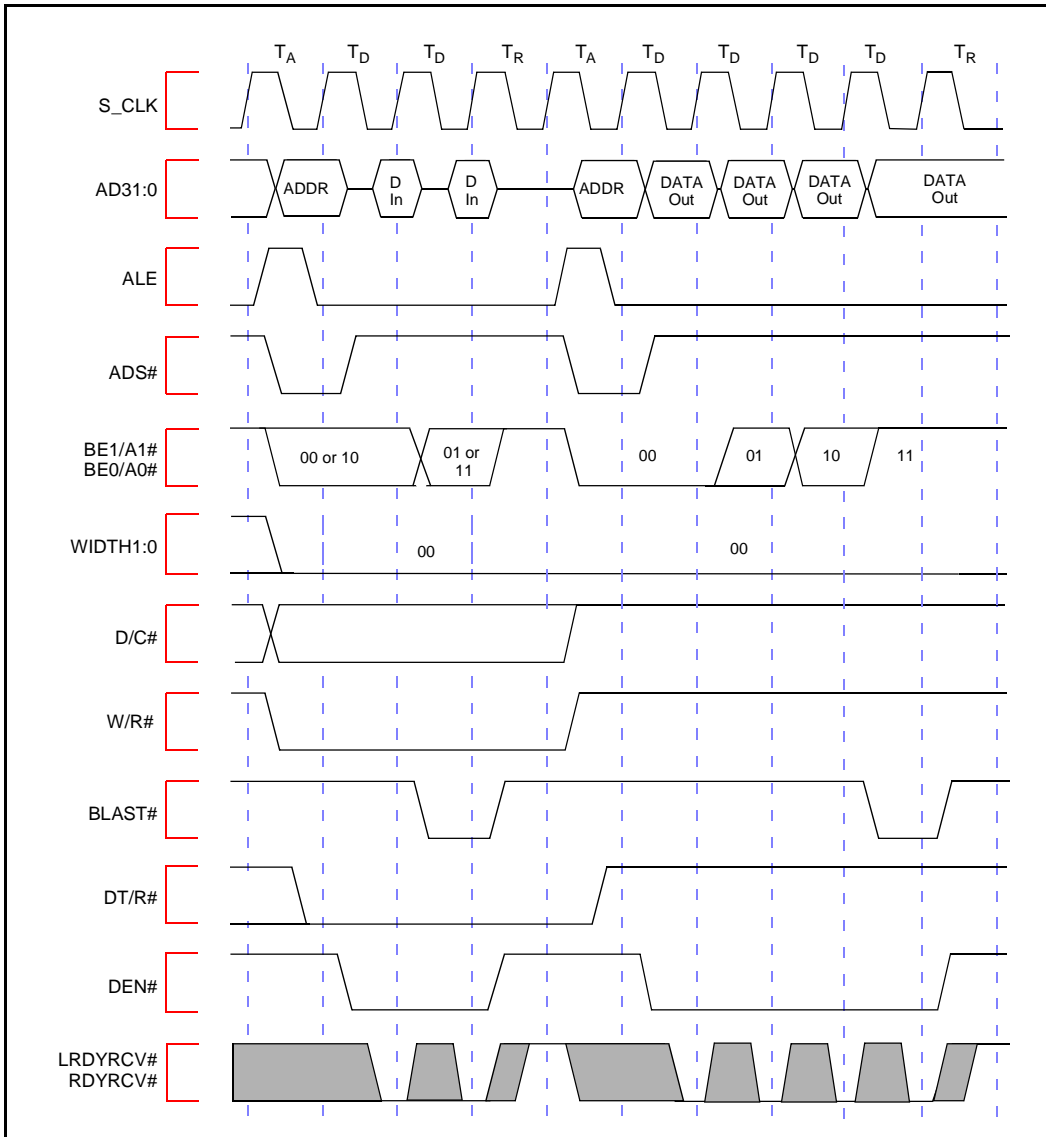 TA TD TD TR TA TD TD TD TD TR
S_CLK
AD31:0
ADDR
D
In
D
In
ADDR
DATA
Out
DATA
Out
DATA
Out
DATA
Out
ALE
ADS#
BE1/A1#
BE0/A0#
00 or 10
01 or
11
00
01
10
11
WIDTH1:0
00
00
D/C#
W/R#
BLAST#
DT/R#
DEN#
LRDYRCV#
RDYRCV#